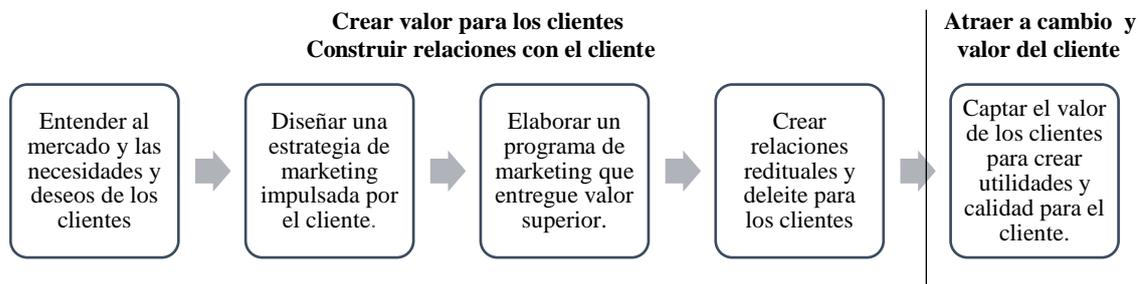 Crear valor para los clientes
Construir relaciones con el cliente
Atraer a cambio y
valor del cliente
Entender al
mercado y las
necesidades y
deseos de los
clientes
Diseñar una
estrategia de
marketing
impulsada por
el cliente.
Elaborar un
programa de
marketing que
entregue valor
superior.
Crear
relaciones
redituales y
deleite para
los clientes
Captar el valor
de los clientes
para crear
utilidades y
calidad para el
cliente.